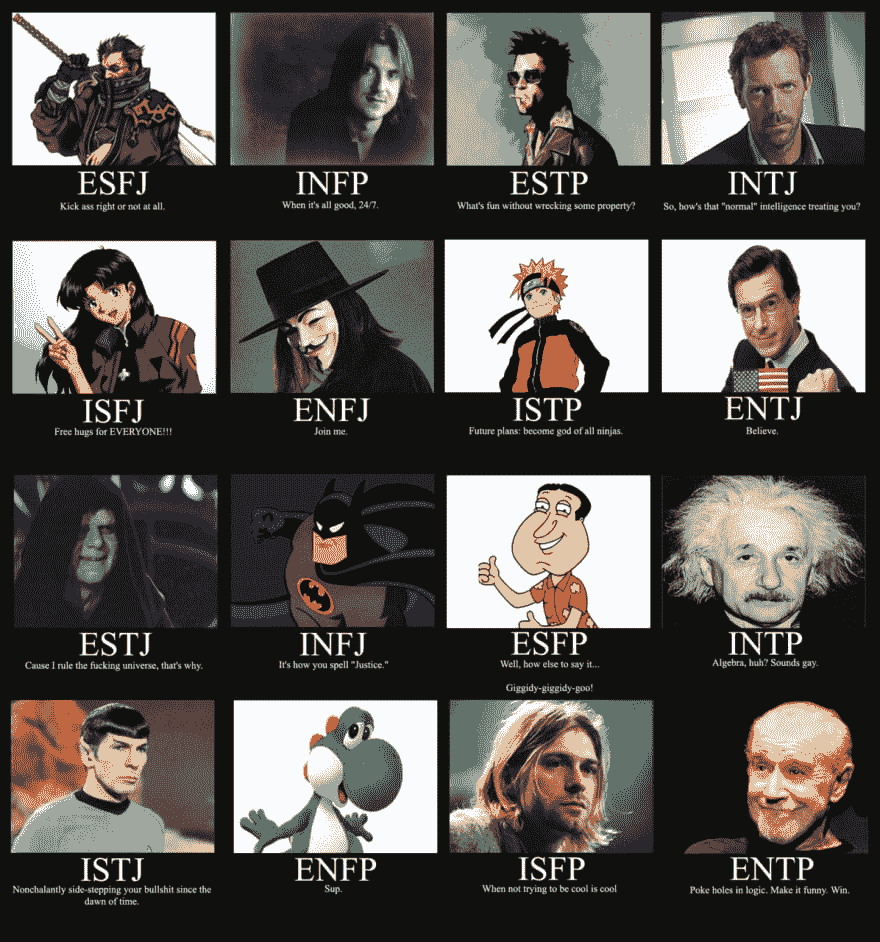 ESFJ
Kick ass right or not at all.
INFP
When it's all good, 24/7.
ESTP
What's fun without wrecking some property?
INTJ
So, how's that "normal" intelligence treating you?
ISFJ
Free hugs for EVERYONE!!!
ENFJ
Join me.
ISTP
Future plans: become god of all ninjas.
ENTJ
Believe.
ESTJ
Cause I rule the fucking universe, that's why.
INFJ
It's how you spell "Justice."
ESFP
Well, how else to say it...
Giggidy-giggidy-goo!
INTP
Algebra, huh? Sounds gay.
ISTJ
Nonchalantly side-stepping your bullshit since the
dawn of time.
ENFP
Sup.
ISFP
When not trying to be cool is cool
ENTP
Poke holes in logic. Make it funny. Win.